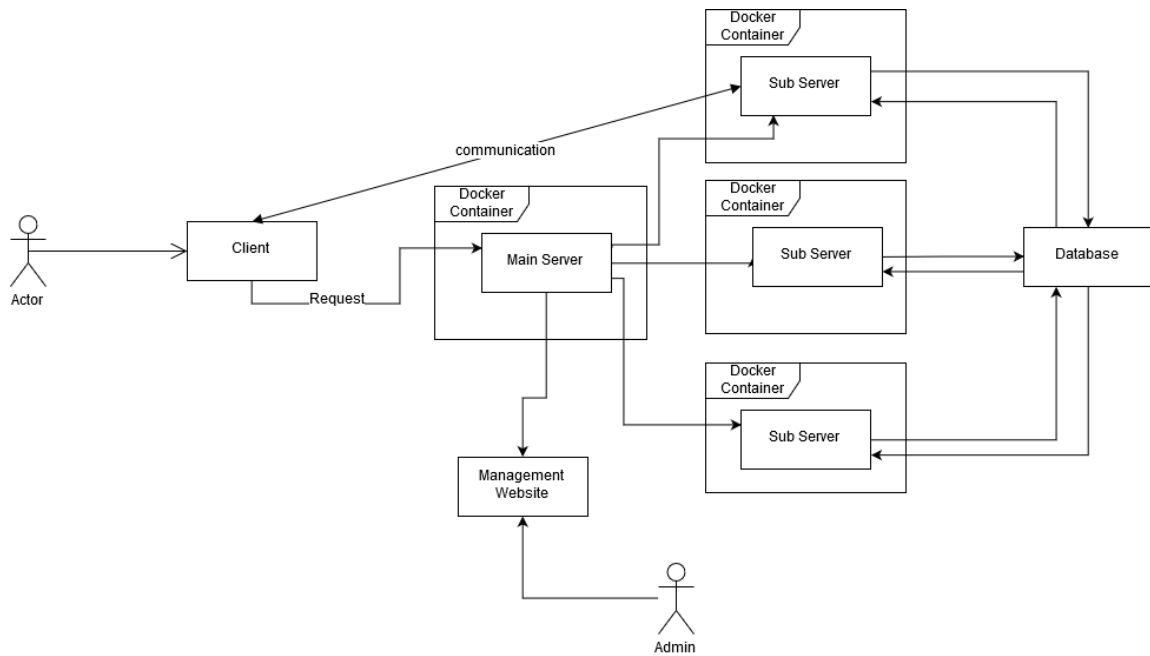 Docker
Container
Sub Server
communication
Docker
Container
Main Server
Docker
Container
Sub Server
Database
Client
Actor
Request
Docker
Container
Sub Server
Management
Website
Admin